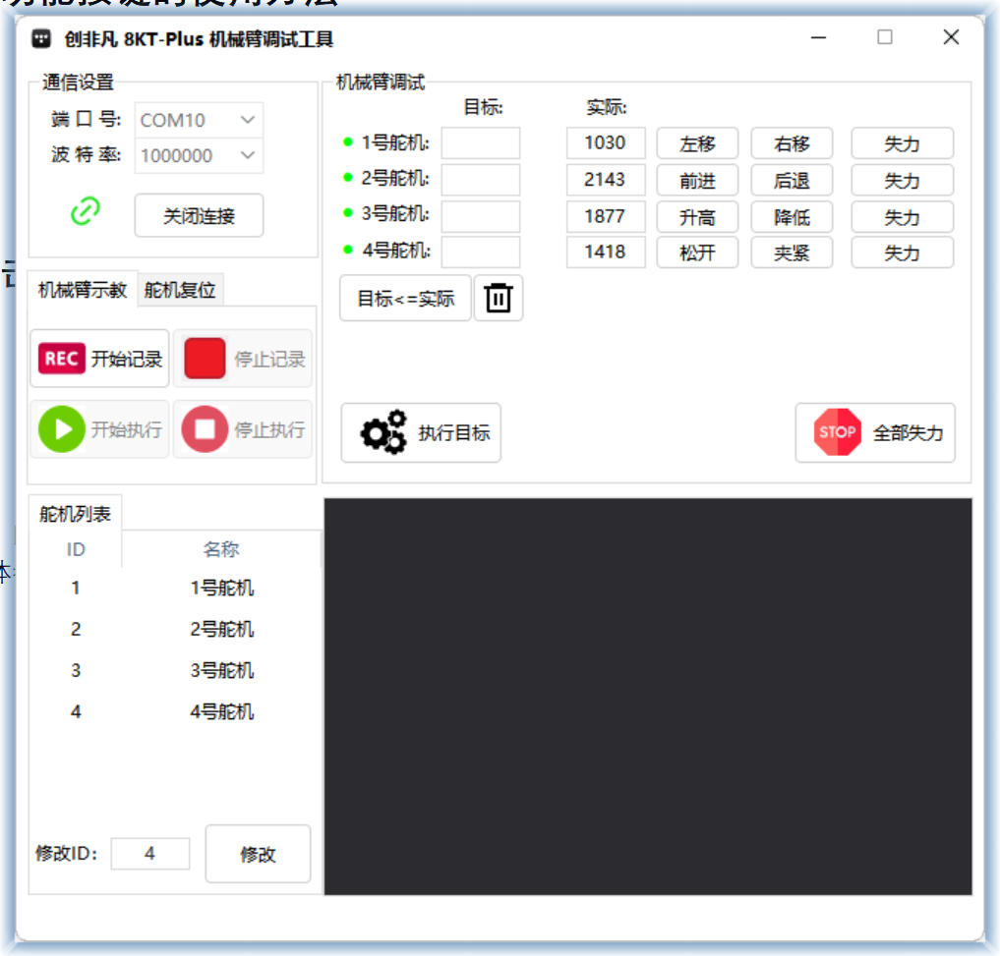 功能按键的使用方法
创非凡 8KT-Plus 机械臂调试工具
通信设置
端 口 号: COM10
波 特 率: 1000000
关闭连接
机械臂调试
目标: 实际:
1号舵机: 1030 左移 右移 失力
2号舵机: 2143 前进 后退 失力
3号舵机: 1877 升高 降低 失力
4号舵机: 1418 松开 夹紧 失力
目标<=实际
执行目标
STOP 全部失力
机械臂示教 舵机复位
REC 开始记录 停止记录
开始执行 停止执行
舵机列表
ID 名称
1 1号舵机
2 2号舵机
3 3号舵机
4 4号舵机
修改ID: 4 修改